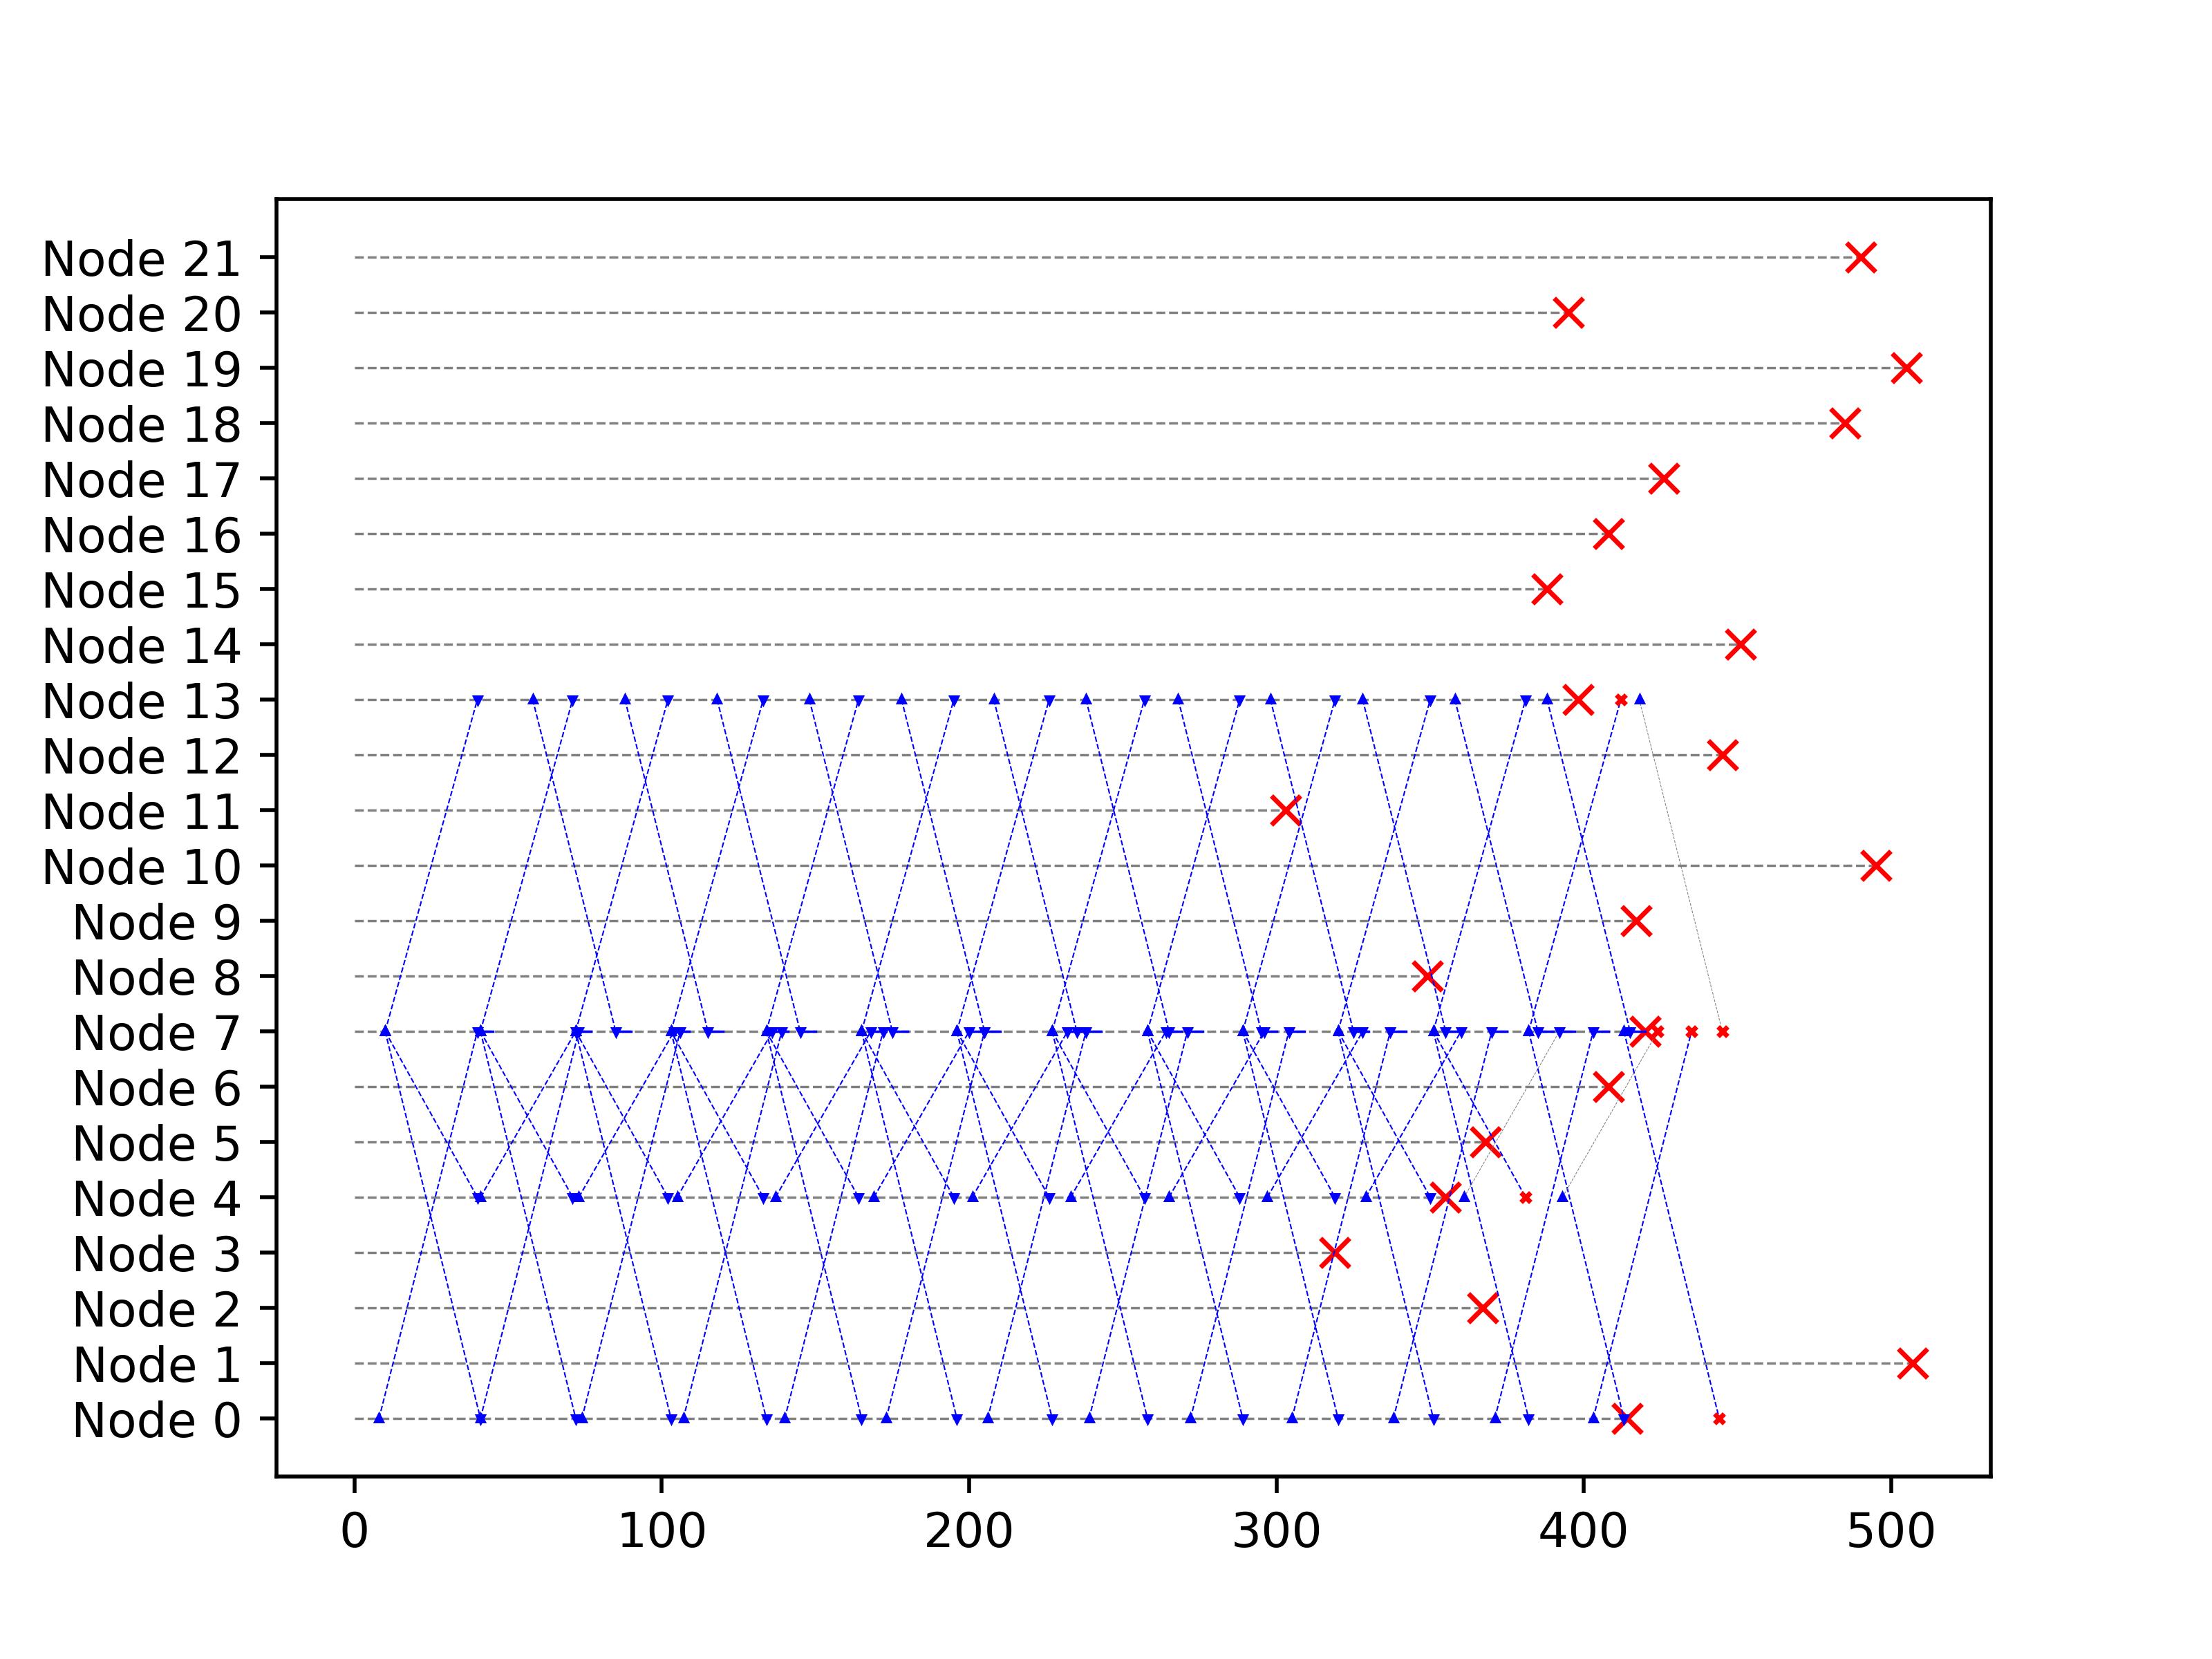 Node 21
Node 20
Node 19
Node 18
Node 17
Node 16
Node 15
Node 14
Node 13
Node 12
Node 11
Node 10
Node 9
Node 8
Node 7
Node 6
Node 5
Node 4
Node 3
Node 2
Node 1
Node 0
0 100 200 300 400 500